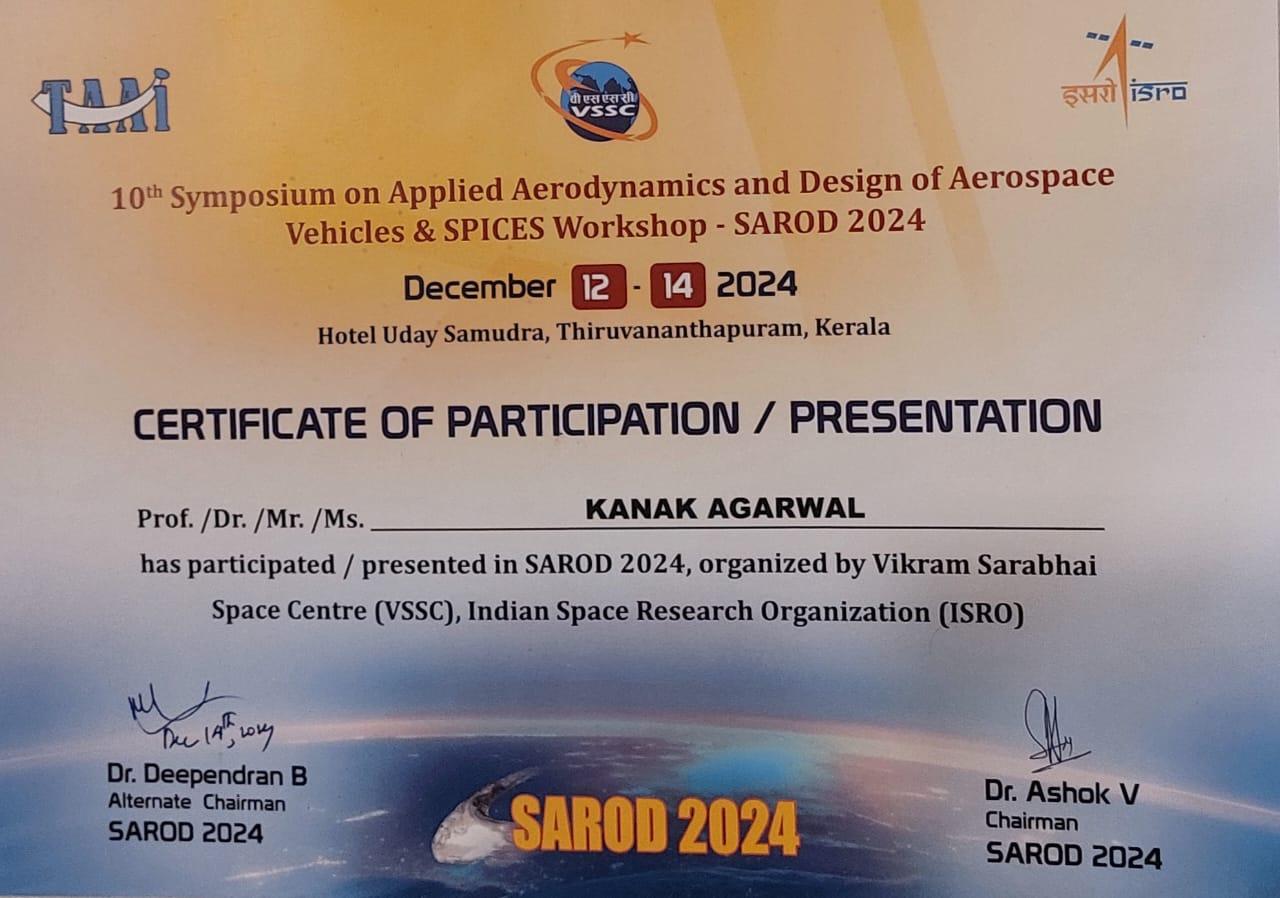 TAAI
वी एस एस सी
VSSC
इसरो isro
10th Symposium on Applied Aerodynamics and Design of Aerospace
Vehicles & SPICES Workshop - SAROD 2024
December 12 - 14 2024
Hotel Uday Samudra, Thiruvananthapuram, Kerala
CERTIFICATE OF PARTICIPATION / PRESENTATION
Prof. /Dr. /Mr. /Ms. KANAK AGARWAL
has participated / presented in SAROD 2024, organized by Vikram Sarabhai
Space Centre (VSSC), Indian Space Research Organization (ISRO)
Dec 14th, 2024
Dr. Deependran B
Alternate Chairman
SAROD 2024
SAROD 2024
Dr. Ashok V
Chairman
SAROD 2024